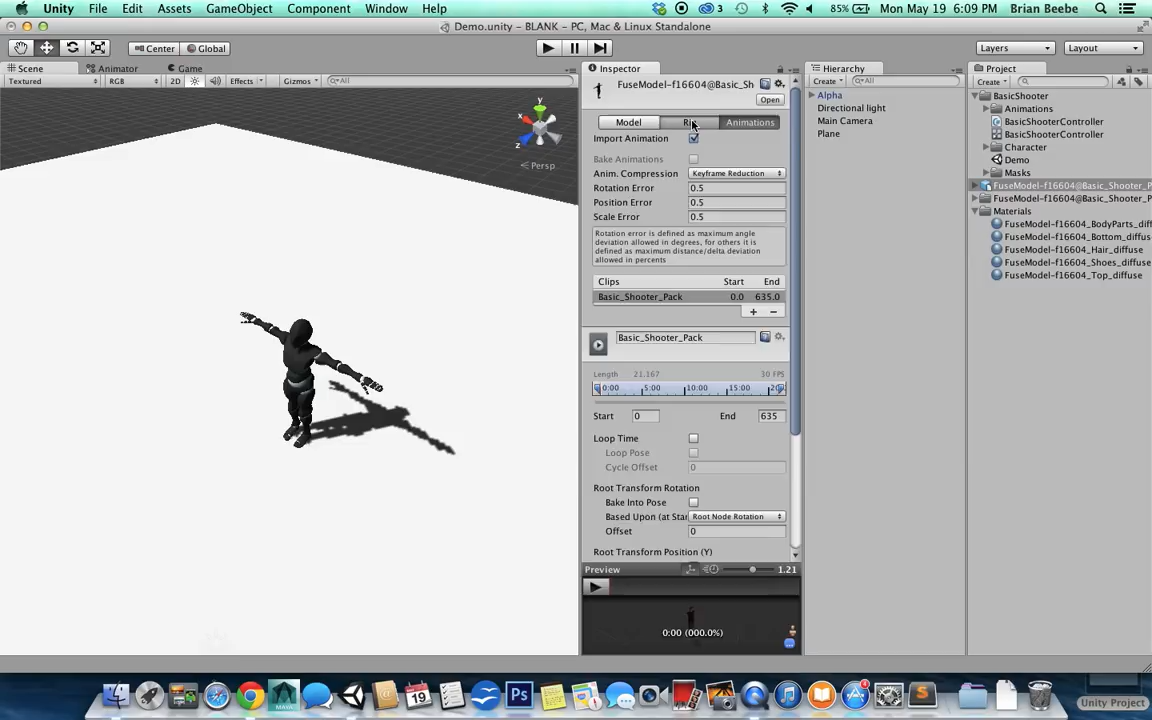 Unity File Edit Assets GameObject Component Window Help 3 85% Mon May 19 6:09 PM Brian Beebe
Demo.unity - BLANK - PC, Mac & Linux Standalone
Center Global Layers Layout
Scene Animator Game
Textured RGB 2D Effects Gizmos All
y
x
z
Persp
Inspector
FuseModel-f16604@Basic_Sh
Open
Model Animations
Import Animation
Bake Animations
Anim. Compression Keyframe Reduction
Rotation Error 0.5
Position Error 0.5
Scale Error 0.5
Rotation error is defined as maximum angle
deviation allowed in degrees, for others it is
defined as maximum distance/delta deviation
allowed in percents
Clips Start End
Basic_Shooter_Pack 0.0 635.0
+ −
Basic_Shooter_Pack
Length 21.167 30 FPS
0:00 5:00 10:00 15:00
Start 0 End 635
Loop Time
Loop Pose
Cycle Offset 0
Root Transform Rotation
Bake Into Pose
Based Upon (at Star Root Node Rotation
Offset 0
Root Transform Position (Y)
Preview 1.21
0:00 (000.0%)
Hierarchy
Create All
Alpha
Directional light
Main Camera
Plane
Project
Create
BasicShooter
Animations
BasicShooterController
BasicShooterController
Character
Demo
Masks
FuseModel-f16604@Basic_Shooter_P
FuseModel-f16604@Basic_Shooter_P
Materials
FuseModel-f16604_BodyParts_diff
FuseModel-f16604_Bottom_diffus
FuseModel-f16604_Hair_diffuse
FuseModel-f16604_Shoes_diffuse
FuseModel-f16604_Top_diffuse
MAYA 19 Ps S
Unity Project